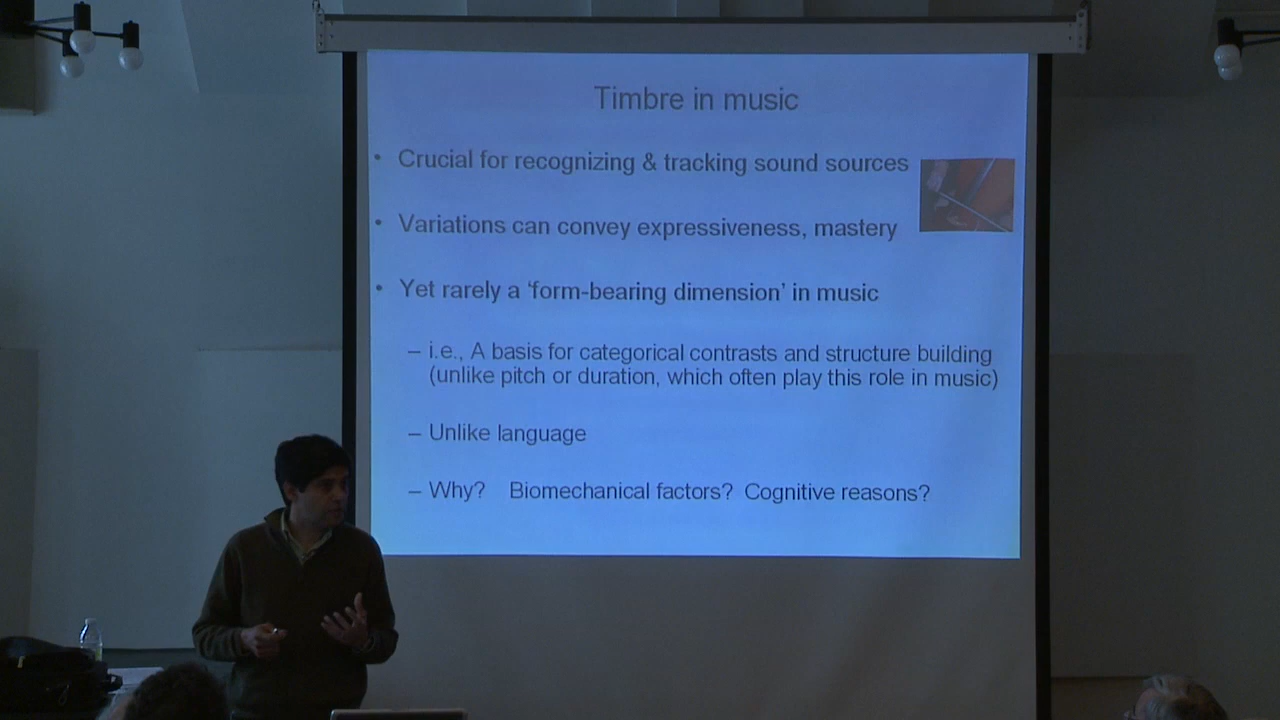 Timbre in music
• Crucial for recognizing & tracking sound sources
• Variations can convey expressiveness, mastery
• Yet rarely a ‘form-bearing dimension’ in music
– i.e., A basis for categorical contrasts and structure building
(unlike pitch or duration, which often play this role in music)
– Unlike language
– Why? Biomechanical factors? Cognitive reasons?